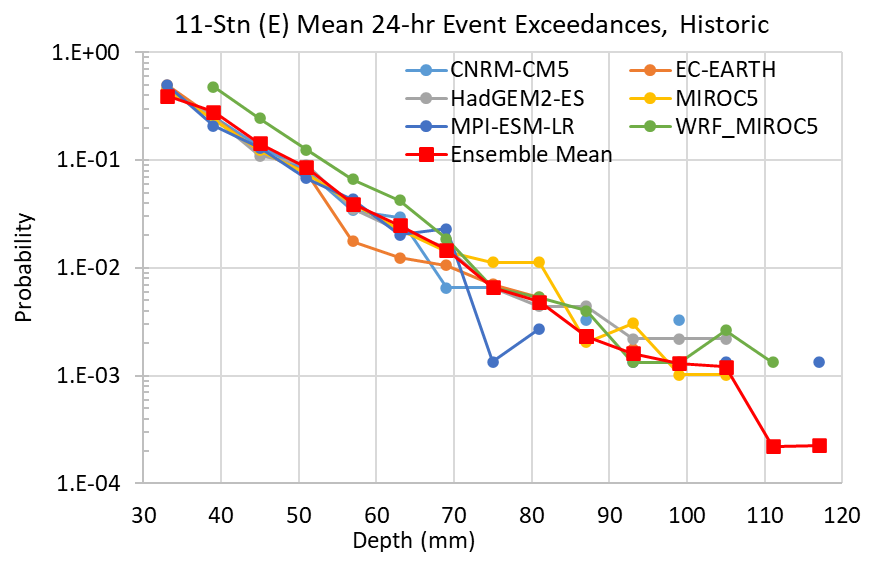 11-Stn (E) Mean 24-hr Event Exceedances, Historic
1.E+00
CNRM-CM5 EC-EARTH
HadGEM2-ES MIROC5
MPI-ESM-LR WRF_MIROC5
Ensemble Mean
1.E-01
Probability
1.E-02
1.E-03
1.E-04
30 40 50 60 70 80 90 100 110 120
Depth (mm)